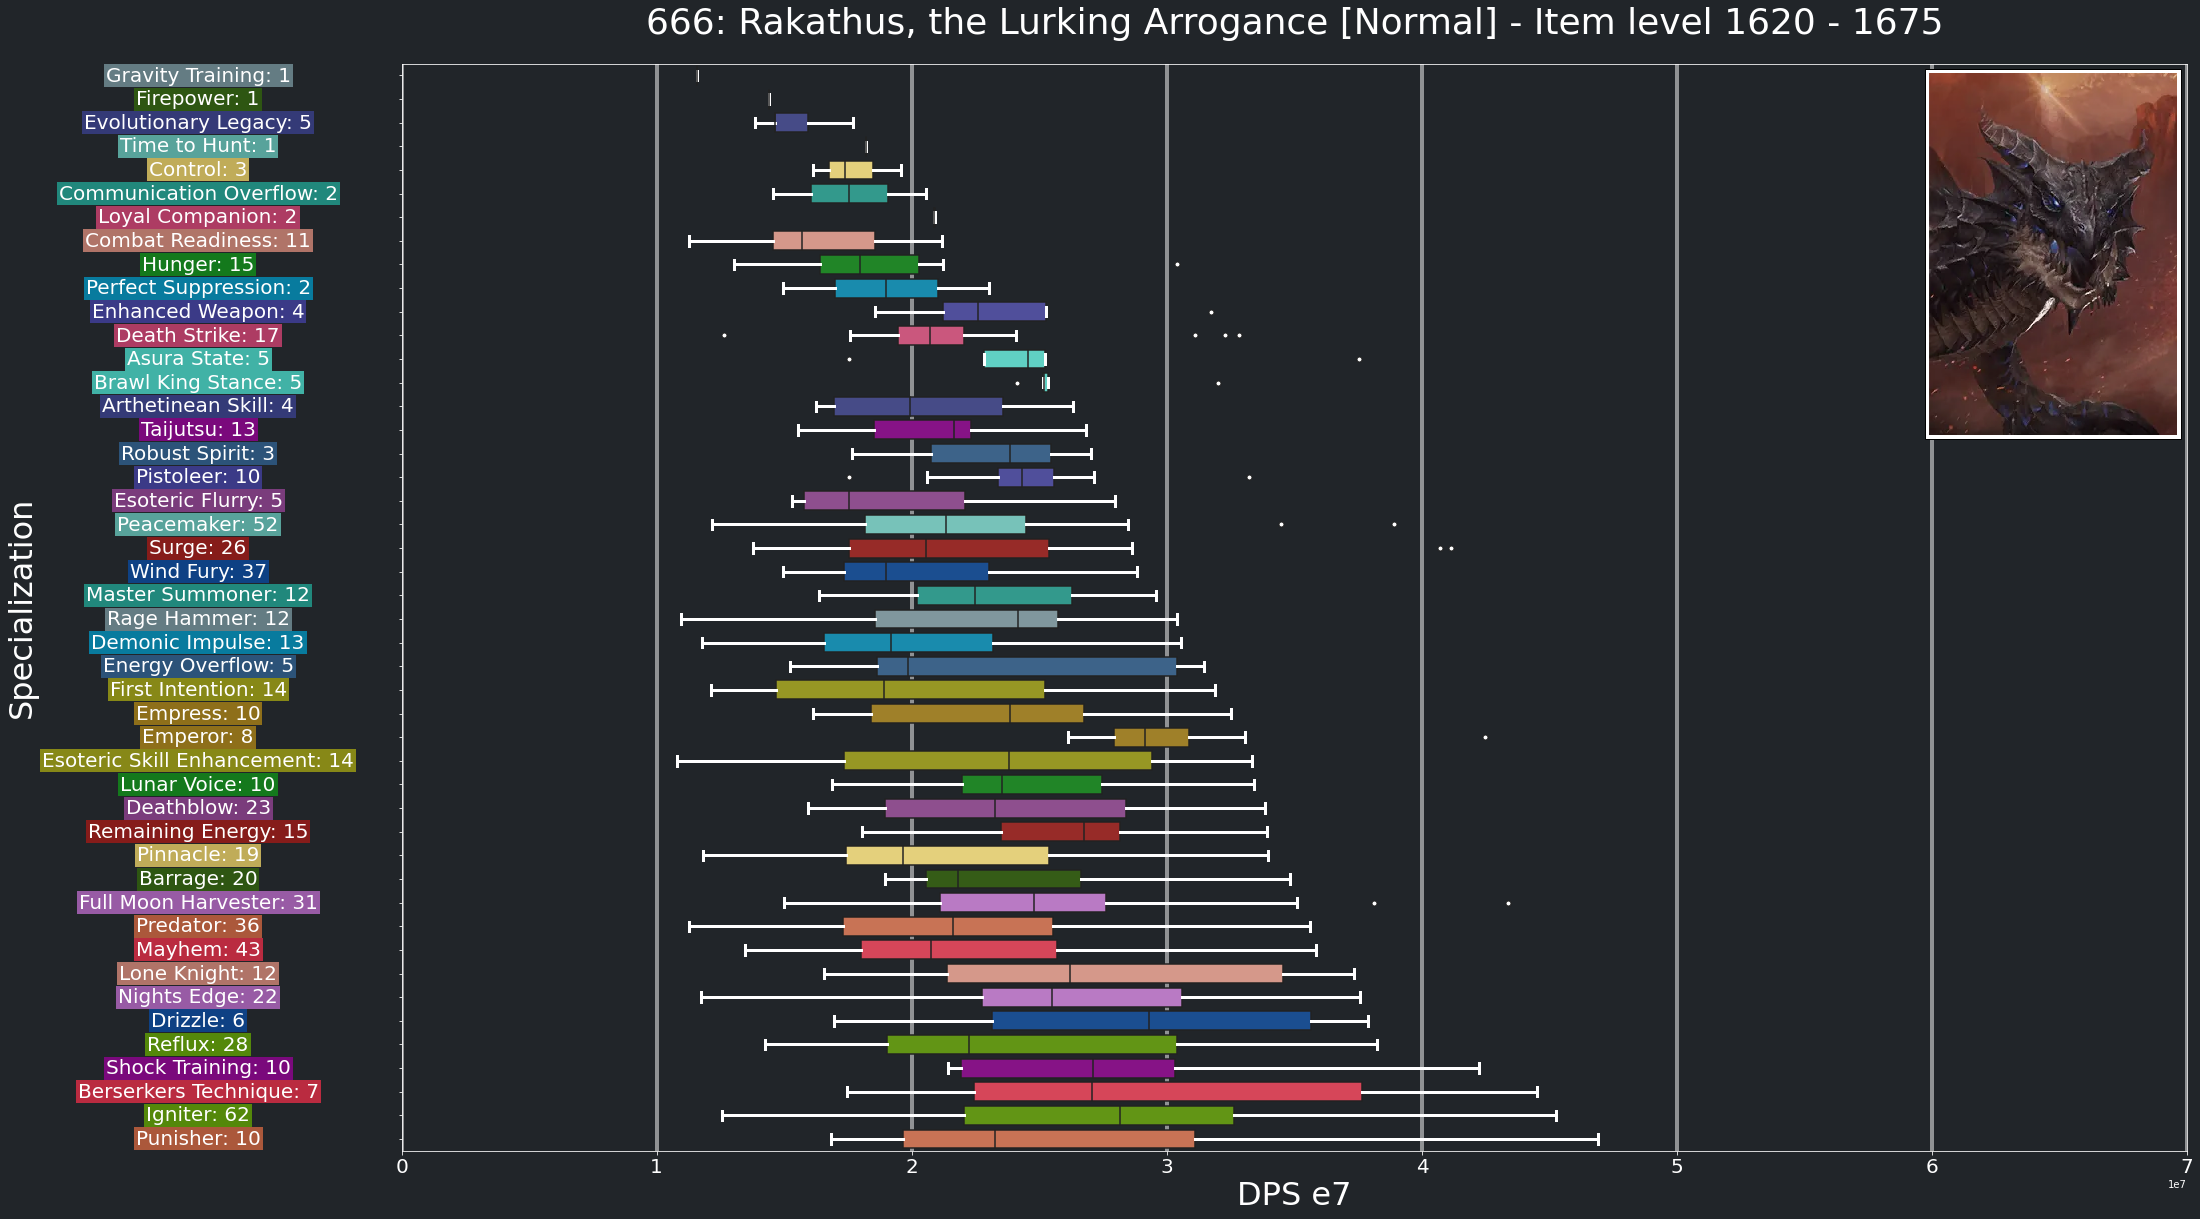 666: Rakathus, the Lurking Arrogance [Normal] - Item level 1620 - 1675
Specialization
Gravity Training: 1
Firepower: 1
Evolutionary Legacy: 5
Time to Hunt: 1
Control: 3
Communication Overflow: 2
Loyal Companion: 2
Combat Readiness: 11
Hunger: 15
Perfect Suppression: 2
Enhanced Weapon: 4
Death Strike: 17
Asura State: 5
Brawl King Stance: 5
Arthetinean Skill: 4
Taijutsu: 13
Robust Spirit: 3
Pistoleer: 10
Esoteric Flurry: 5
Peacemaker: 52
Surge: 26
Wind Fury: 37
Master Summoner: 12
Rage Hammer: 12
Demonic Impulse: 13
Energy Overflow: 5
First Intention: 14
Empress: 10
Emperor: 8
Esoteric Skill Enhancement: 14
Lunar Voice: 10
Deathblow: 23
Remaining Energy: 15
Pinnacle: 19
Barrage: 20
Full Moon Harvester: 31
Predator: 36
Mayhem: 43
Lone Knight: 12
Nights Edge: 22
Drizzle: 6
Reflux: 28
Shock Training: 10
Berserkers Technique: 7
Igniter: 62
Punisher: 10
0 1 2 3 4 5 6 7
1e7
DPS e7